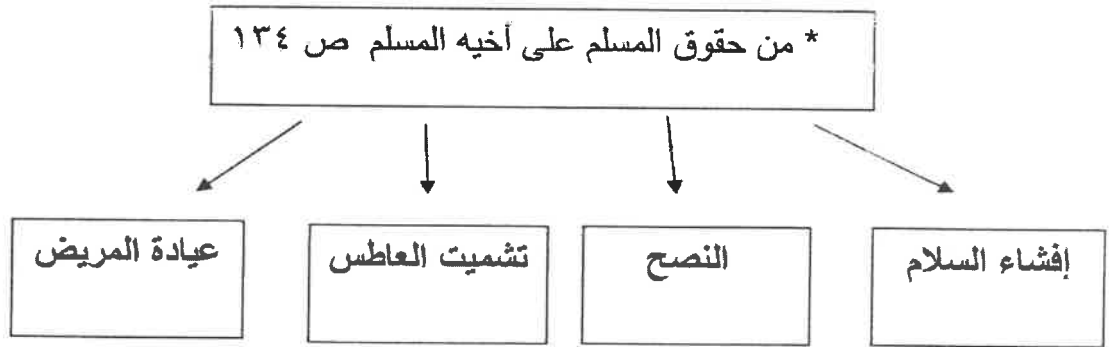 * من حقوق المسلم على أخيه المسلم ص ١٣٤
إفشاء السلام
النصح
تشميت العاطس
عيادة المريض